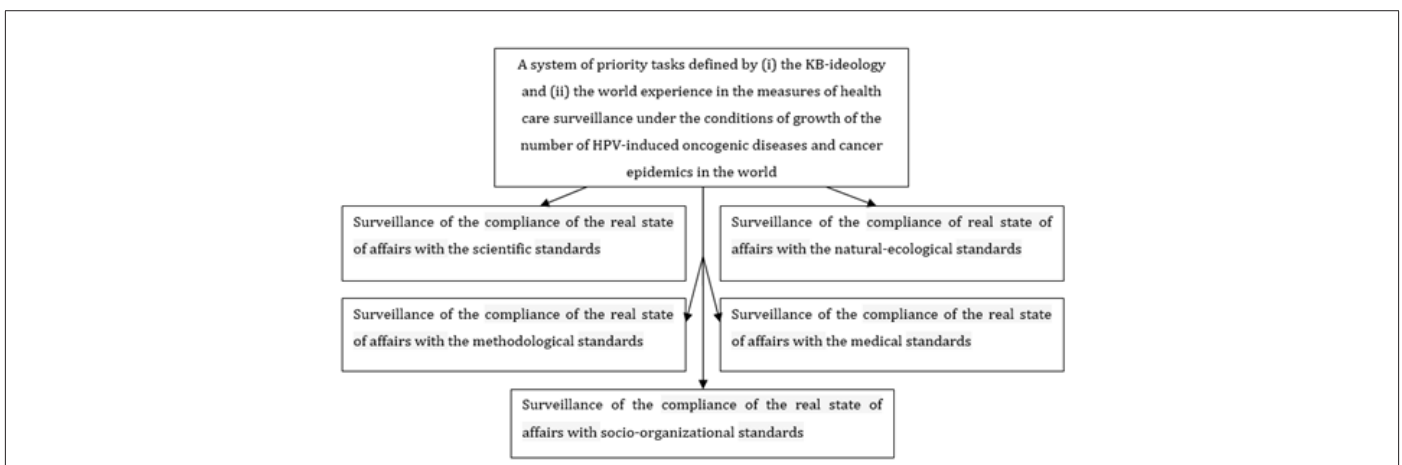 A system of priority tasks defined by (i) the KB-ideology
and (ii) the world experience in the measures of health
care surveillance under the conditions of growth of the
number of HPV-induced oncogenic diseases and cancer
epidemics in the world
Surveillance of the compliance of the real state
of affairs with the scientific standards
Surveillance of the compliance of real state of
affairs with the natural-ecological standards
Surveillance of the compliance of the real state
of affairs with the methodological standards
Surveillance of the compliance of the real state
of affairs with the medical standards
Surveillance of the compliance of the real state of
affairs with socio-organizational standards